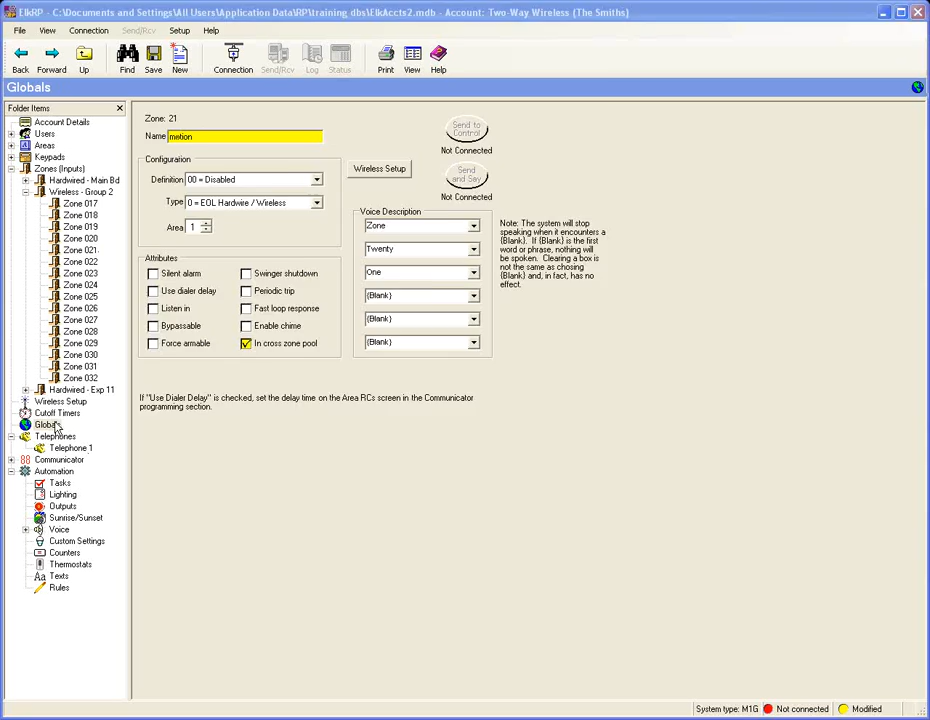 ElkRP - C:\Documents and Settings\All Users\Application Data\RP\training dbs\ElkAccts2.mdb - Account: Two-Way Wireless (The Smiths)
File View Connection Send/Rcv Setup Help
Back Forward Up Find Save New Connection Send/Rcv Log Status Print View Help
Globals
Folder Items
Account Details
Users
Areas
Keypads
Zones (Inputs)
Hardwired - Main Bd
Wireless - Group 2
Zone 017
Zone 018
Zone 019
Zone 020
Zone 021
Zone 022
Zone 023
Zone 024
Zone 025
Zone 026
Zone 027
Zone 028
Zone 029
Zone 030
Zone 031
Zone 032
Hardwired - Exp 11
Wireless Setup
Cutoff Timers
Globals
Telephones
Telephone 1
Communicator
Automation
Tasks
Lighting
Outputs
Sunrise/Sunset
Voice
Custom Settings
Counters
Thermostats
Texts
Rules
Zone: 21
Name motion
Configuration
Definition 00 = Disabled
Type 0 = EOL Hardwire / Wireless
Area 1
Wireless Setup
Send to
Control
Not Connected
Send
and Say
Not Connected
Attributes
Silent alarm Swinger shutdown
Use dialer delay Periodic trip
Listen in Fast loop response
Bypassable Enable chime
Force armable In cross zone pool
Voice Description
Zone
Twenty
One
{Blank}
{Blank}
{Blank}
Note: The system will stop
speaking when it encounters a
{Blank}. If {Blank} is the first
word or phrase, nothing will
be spoken. Clearing a box is
not the same as chosing
{Blank} and, in fact, has no
effect.
If "Use Dialer Delay" is checked, set the delay time on the Area RCs screen in the Communicator
programming section.
System type: M1G Not connected Modified